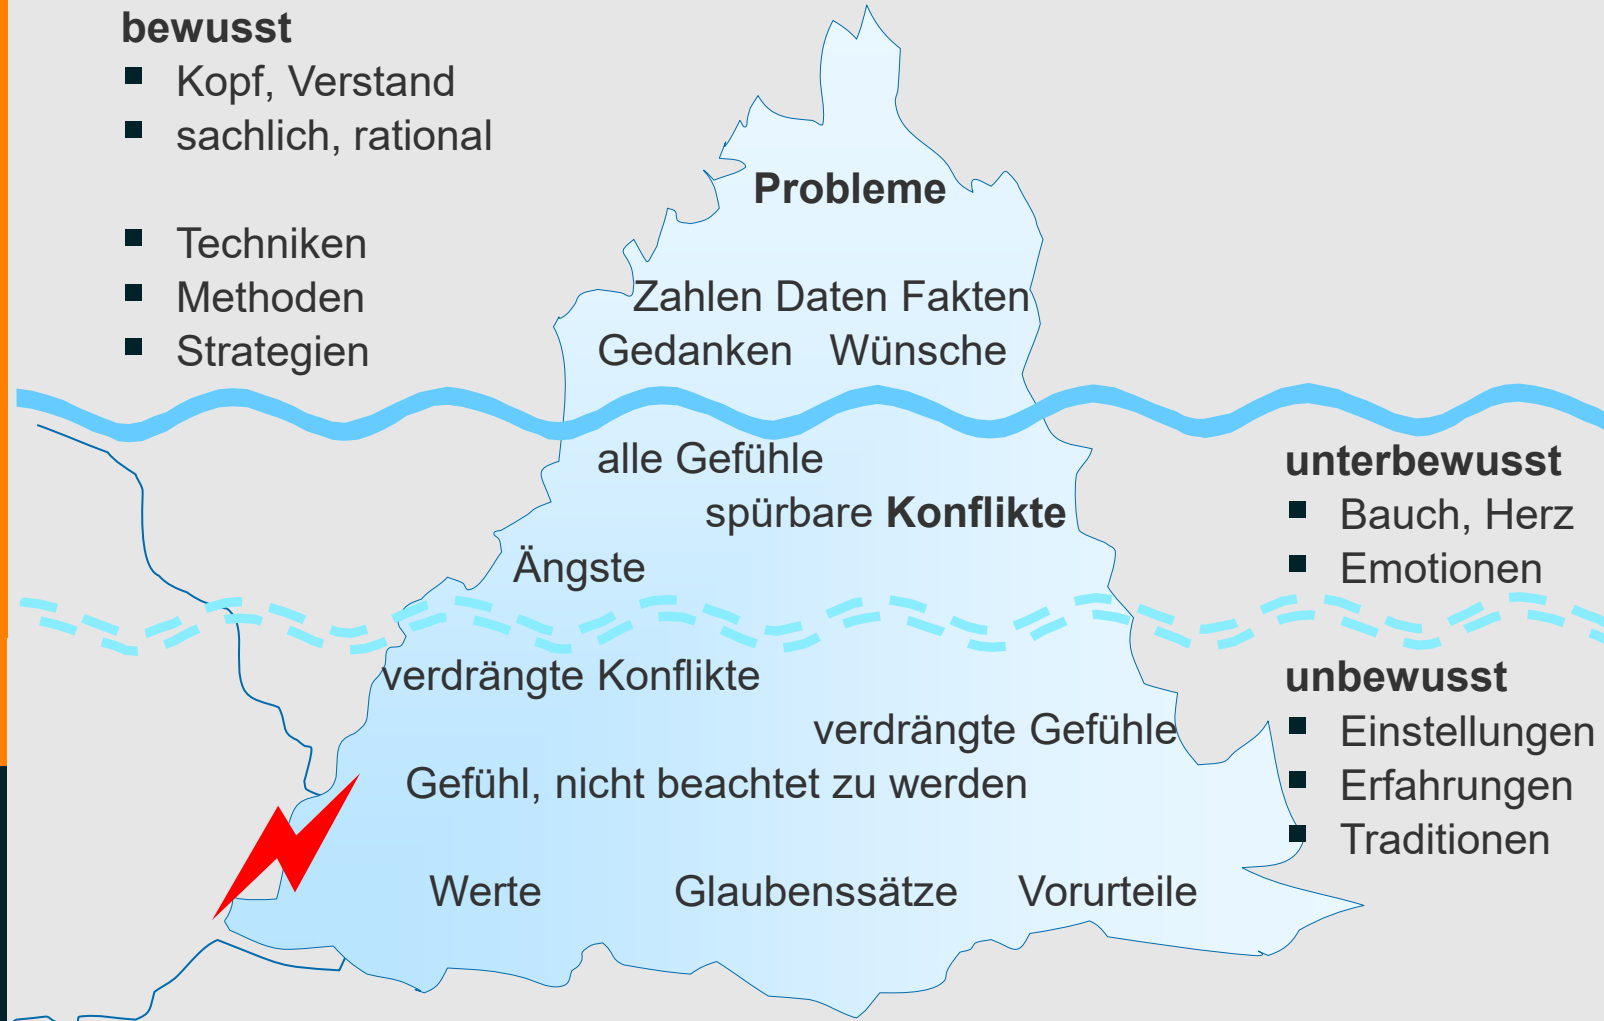 bewusst
Kopf, Verstand
sachlich, rational
Techniken
Methoden
Strategien
Probleme
Zahlen Daten Fakten
Gedanken Wünsche
alle Gefühle
spürbare Konflikte
Ängste
unterbewusst
Bauch, Herz
Emotionen
verdrängte Konflikte
verdrängte Gefühle
Gefühl, nicht beachtet zu werden
Werte Glaubenssätze Vorurteile
unbewusst
Einstellungen
Erfahrungen
Traditionen